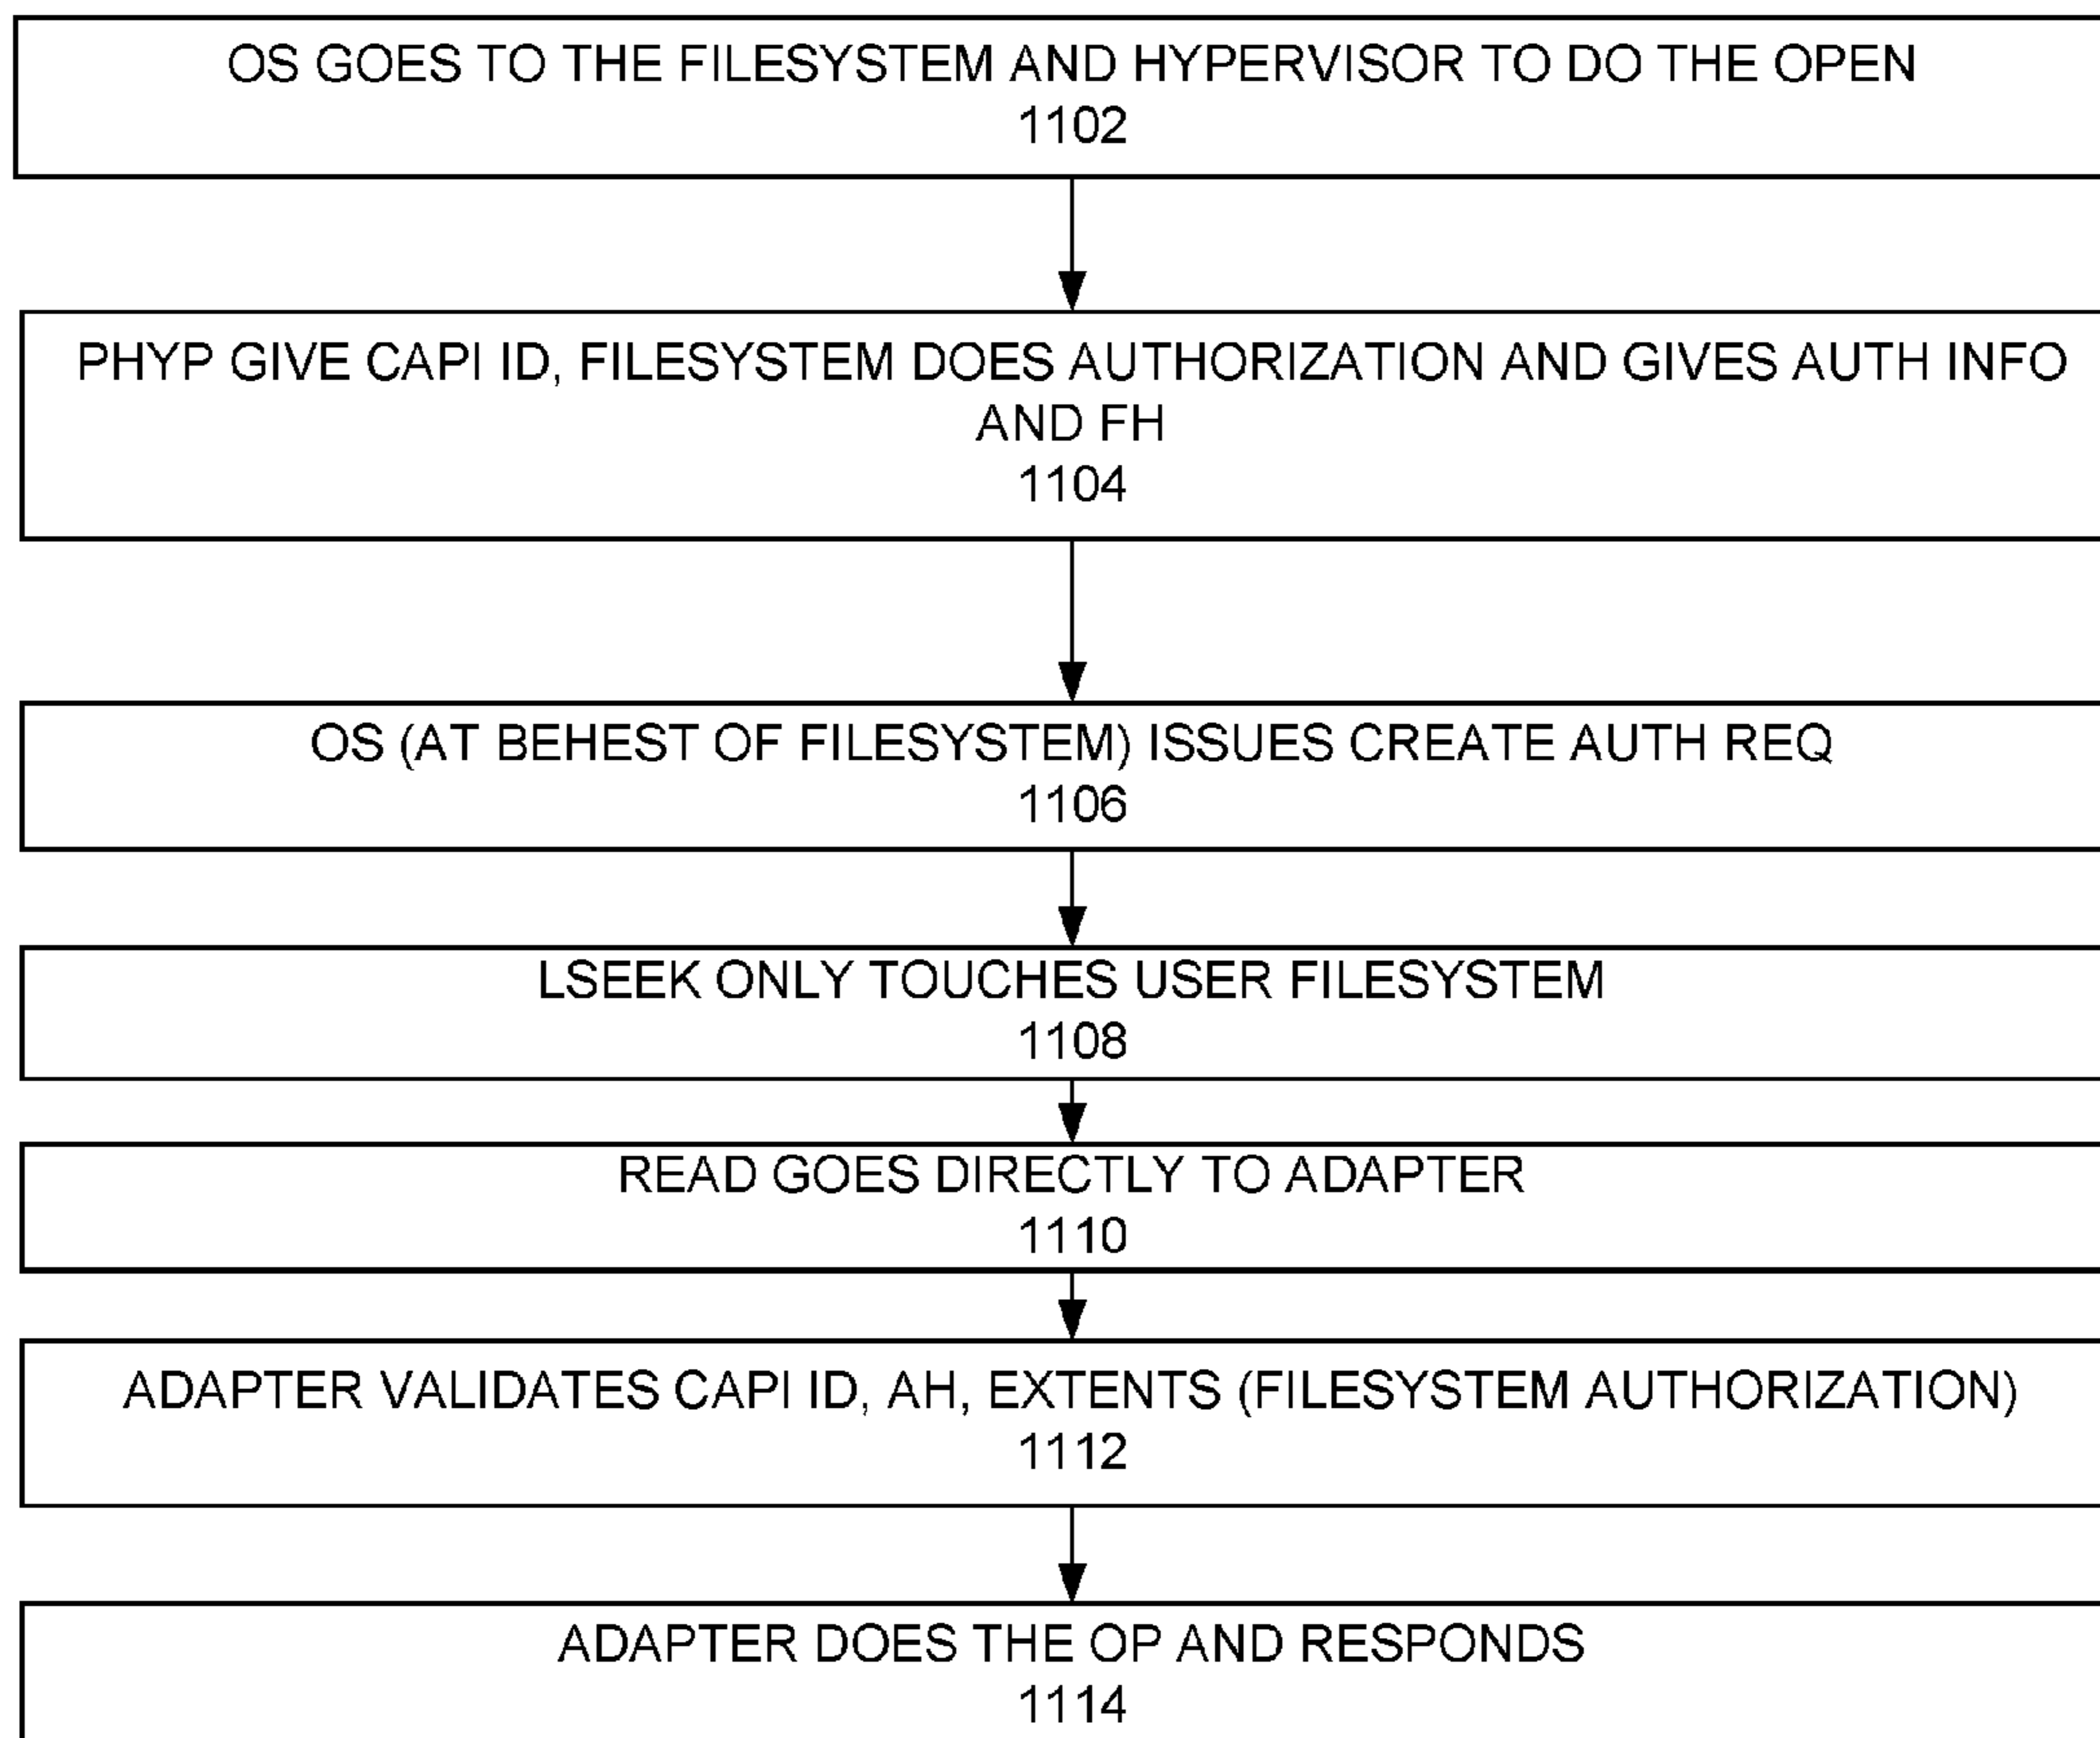 OS GOES TO THE FILESYSTEM AND HYPERVISOR TO DO THE OPEN
1102
PHYP GIVE CAPI ID, FILESYSTEM DOES AUTHORIZATION AND GIVES AUTH INFO
AND FH
1104
OS (AT BEHEST OF FILESYSTEM) ISSUES CREATE AUTH REQ
1106
LSEEK ONLY TOUCHES USER FILESYSTEM
1108
READ GOES DIRECTLY TO ADAPTER
1110
ADAPTER VALIDATES CAPI ID, AH, EXTENTS (FILESYSTEM AUTHORIZATION)
1112
ADAPTER DOES THE OP AND RESPONDS
1114